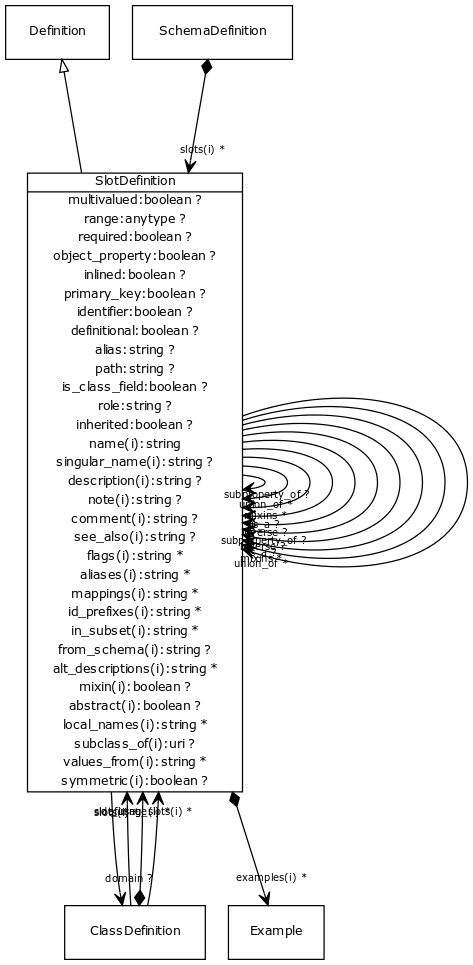 Definition
SchemaDefinition
slots(i) *
SlotDefinition
multivalued:boolean ?
range:anytype ?
required:boolean ?
object_property:boolean ?
inlined:boolean ?
primary_key:boolean ?
identifier:boolean ?
definitional:boolean ?
alias:string ?
path:string ?
is_class_field:boolean ?
role:string ?
inherited:boolean ?
name(i):string
singular_name(i):string ?
description(i):string ?
note(i):string ?
comment(i):string ?
see_also(i):string ?
flags(i):string *
aliases(i):string *
mappings(i):string *
id_prefixes(i):string *
in_subset(i):string *
from_schema(i):string ?
alt_descriptions(i):string *
mixin(i):boolean ?
abstract(i):boolean ?
local_names(i):string *
subclass_of(i):uri ?
values_from(i):string *
symmetric(i):boolean ?
subproperty_of ?
union_of *
mixins *
is_a ?
subproperty_of ?
mixins *
union_of *
domain ?
examples(i) *
ClassDefinition
Example